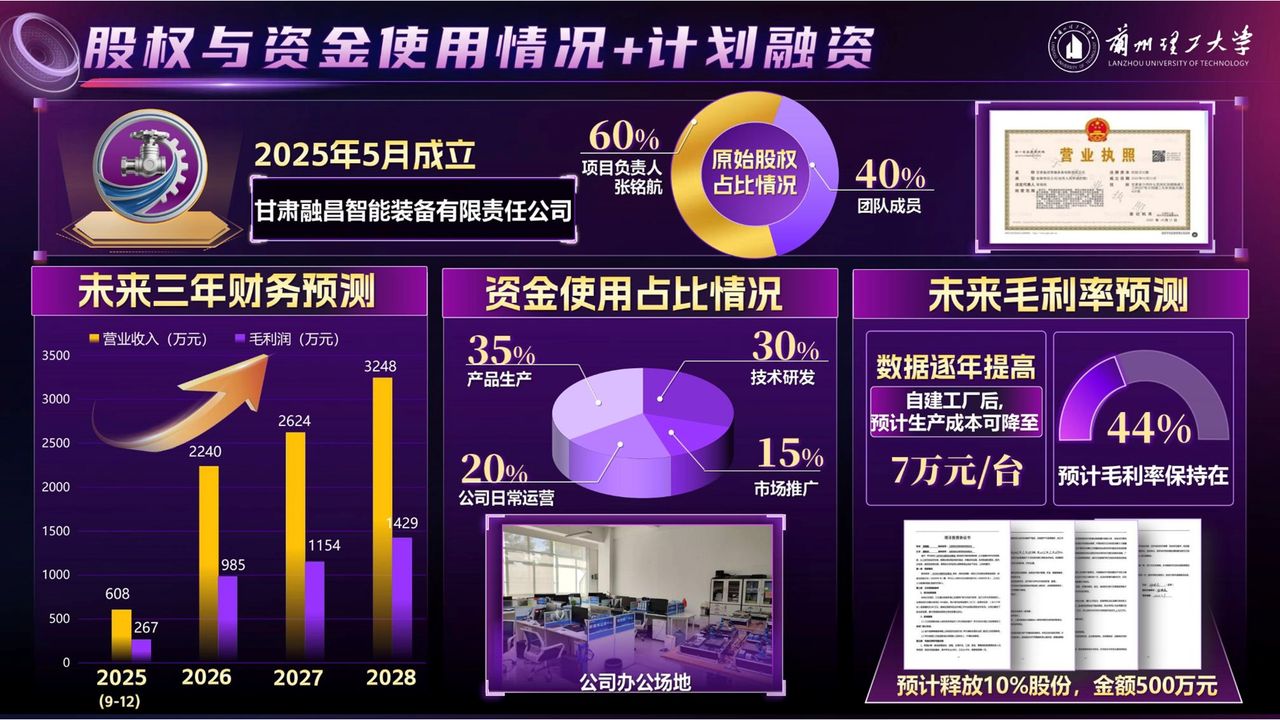 股权与资金使用情况+计划融资
兰州理工大学
LANZHOU UNIVERSITY OF TECHNOLOGY
2025年5月成立
甘肃融昌智能装备有限责任公司
60%
项目负责人
张铭航
原始股权
占比情况
40%
团队成员
营业执照
未来三年财务预测
营业收入（万元）
毛利润（万元）
3500
3000
2500
2000
1500
1000
500
0
608
267
2240
985
2624
1154
3248
1429
2025
(9-12)
2026
2027
2028
资金使用占比情况
35%
产品生产
30%
技术研发
20%
公司日常运营
15%
市场推广
公司办公场地
未来毛利率预测
数据逐年提高
自建工厂后,
预计生产成本可降至
7万元/台
44%
预计毛利率保持在
预计释放10%股份，金额500万元